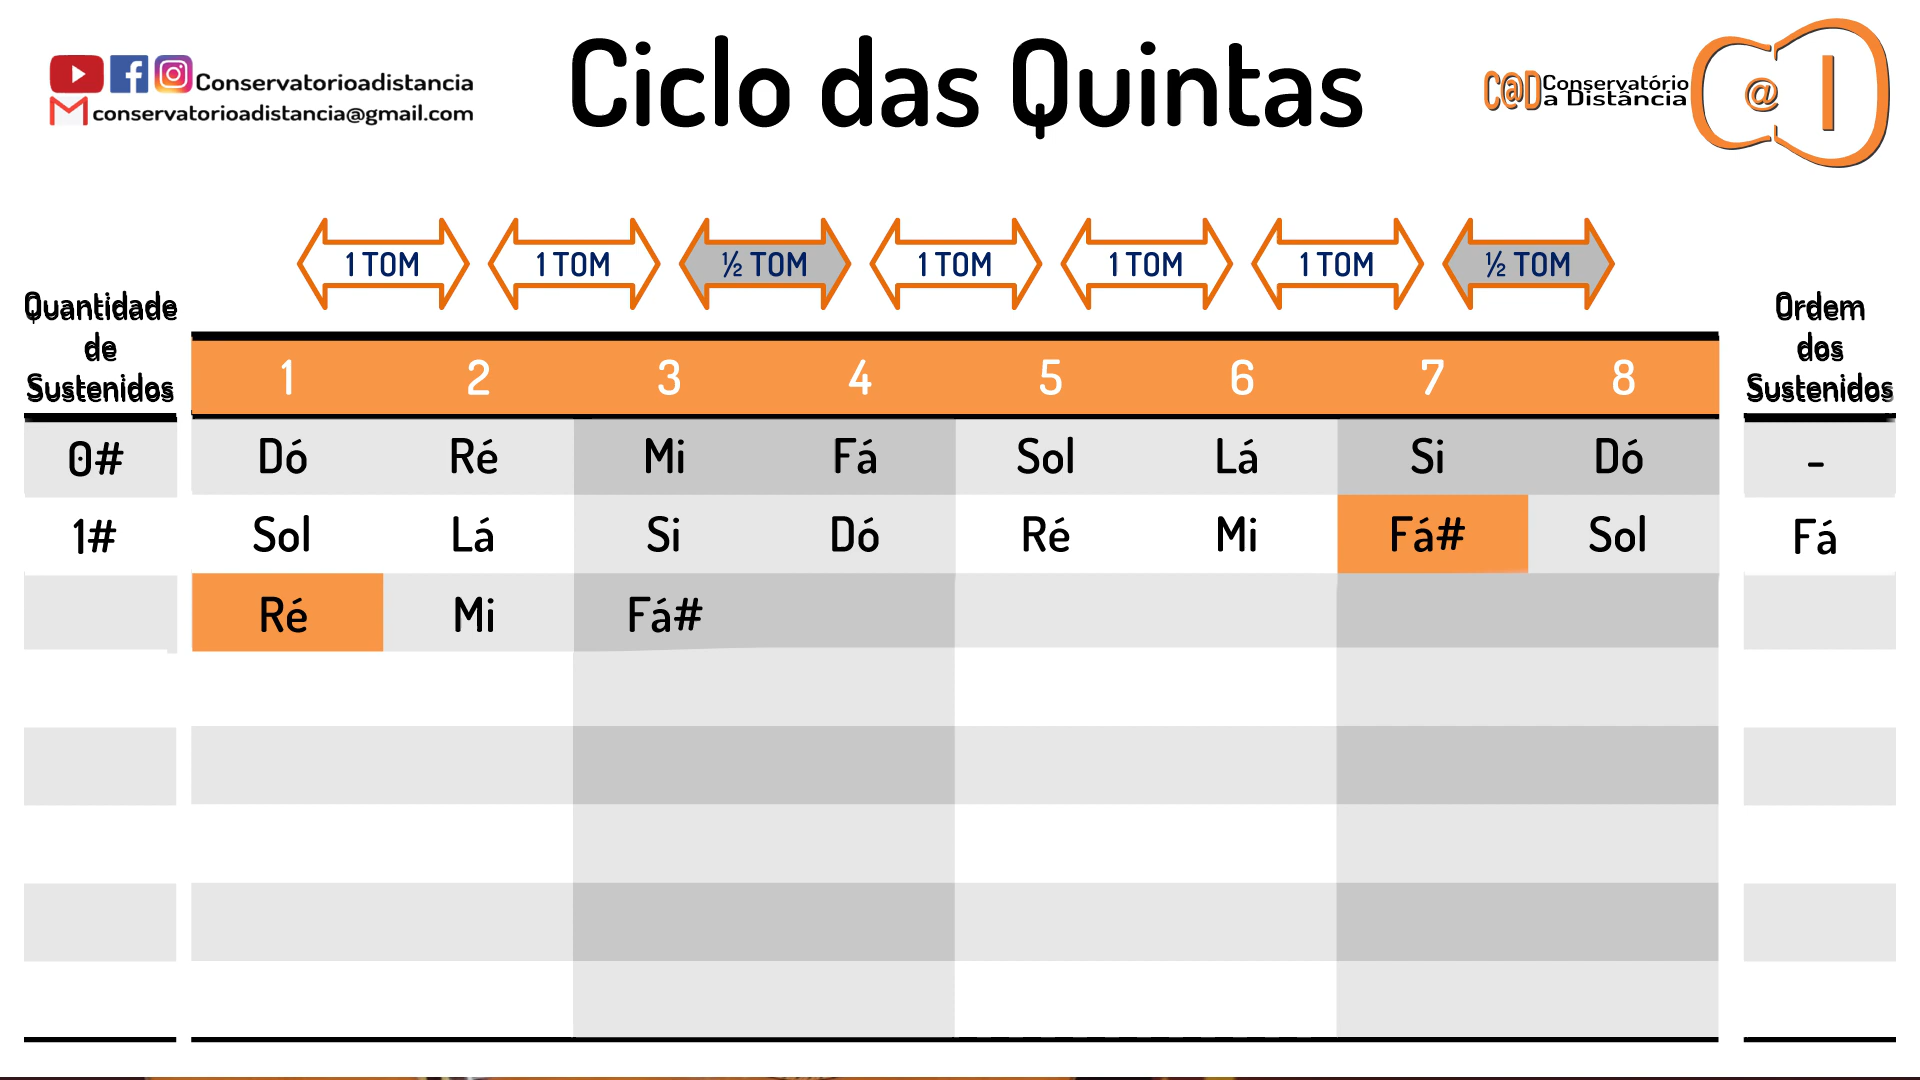 Ciclo das Quintas
Conservatorioadistancia
conservatorioadistancia@gmail.com
C@D Conservatório
a Distância
@
1 TOM 1 TOM ½ TOM 1 TOM 1 TOM 1 TOM ½ TOM
Quantidade
de
Sustenidos
Ordem
dos
Sustenidos
1 2 3 4 5 6 7 8
0# Dó Ré Mi Fá Sol Lá Si Dó -
1# Sol Lá Si Dó Ré Mi Fá# Sol Fá
Ré Mi Fá#